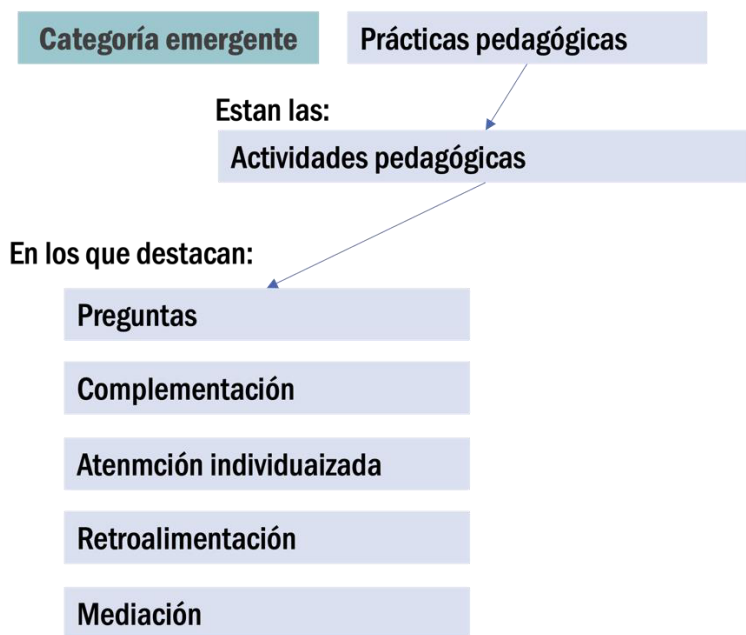 Categoría emergente
Prácticas pedagógicas
Estan las:
Actividades pedagógicas
En los que destacan:
Preguntas
Complementación
Atenmción individuaizada
Retroalimentación
Mediación